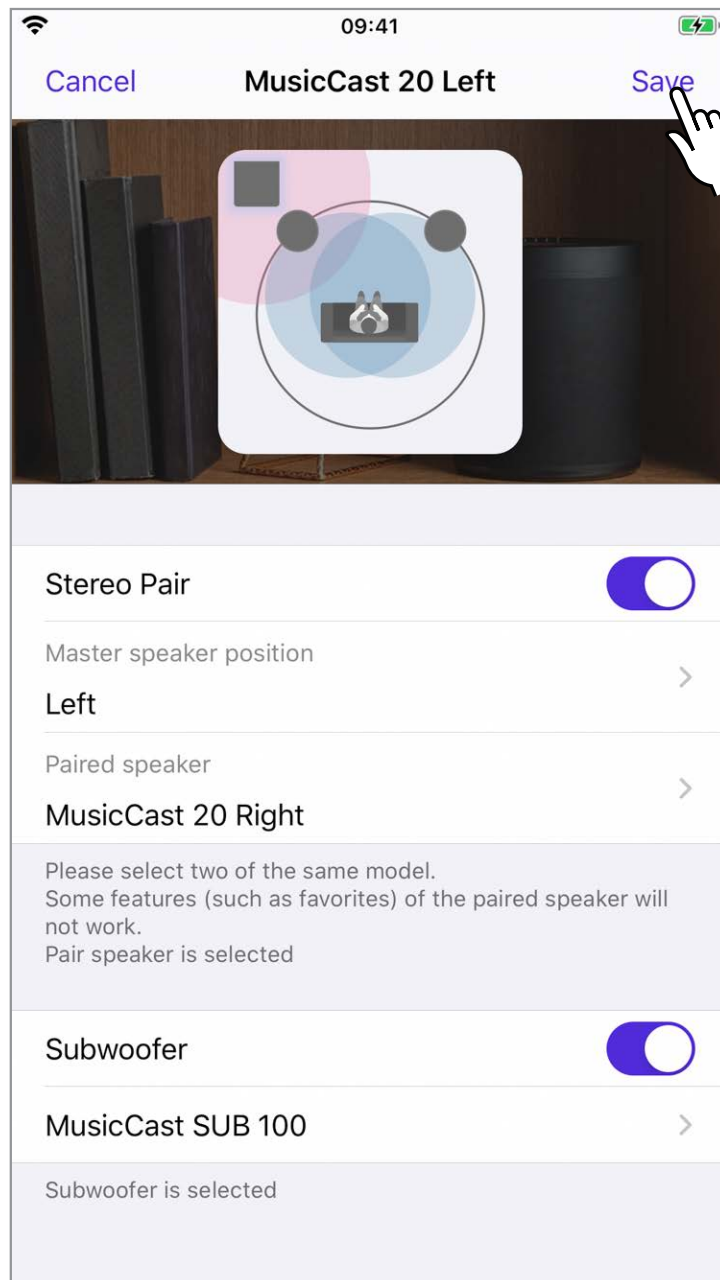 09:41
Cancel
MusicCast 20 Left
Save
Stereo Pair
Master speaker position
Left
Paired speaker
MusicCast 20 Right
Please select two of the same model.
Some features (such as favorites) of the paired speaker will
not work.
Pair speaker is selected
Subwoofer
MusicCast SUB 100
Subwoofer is selected